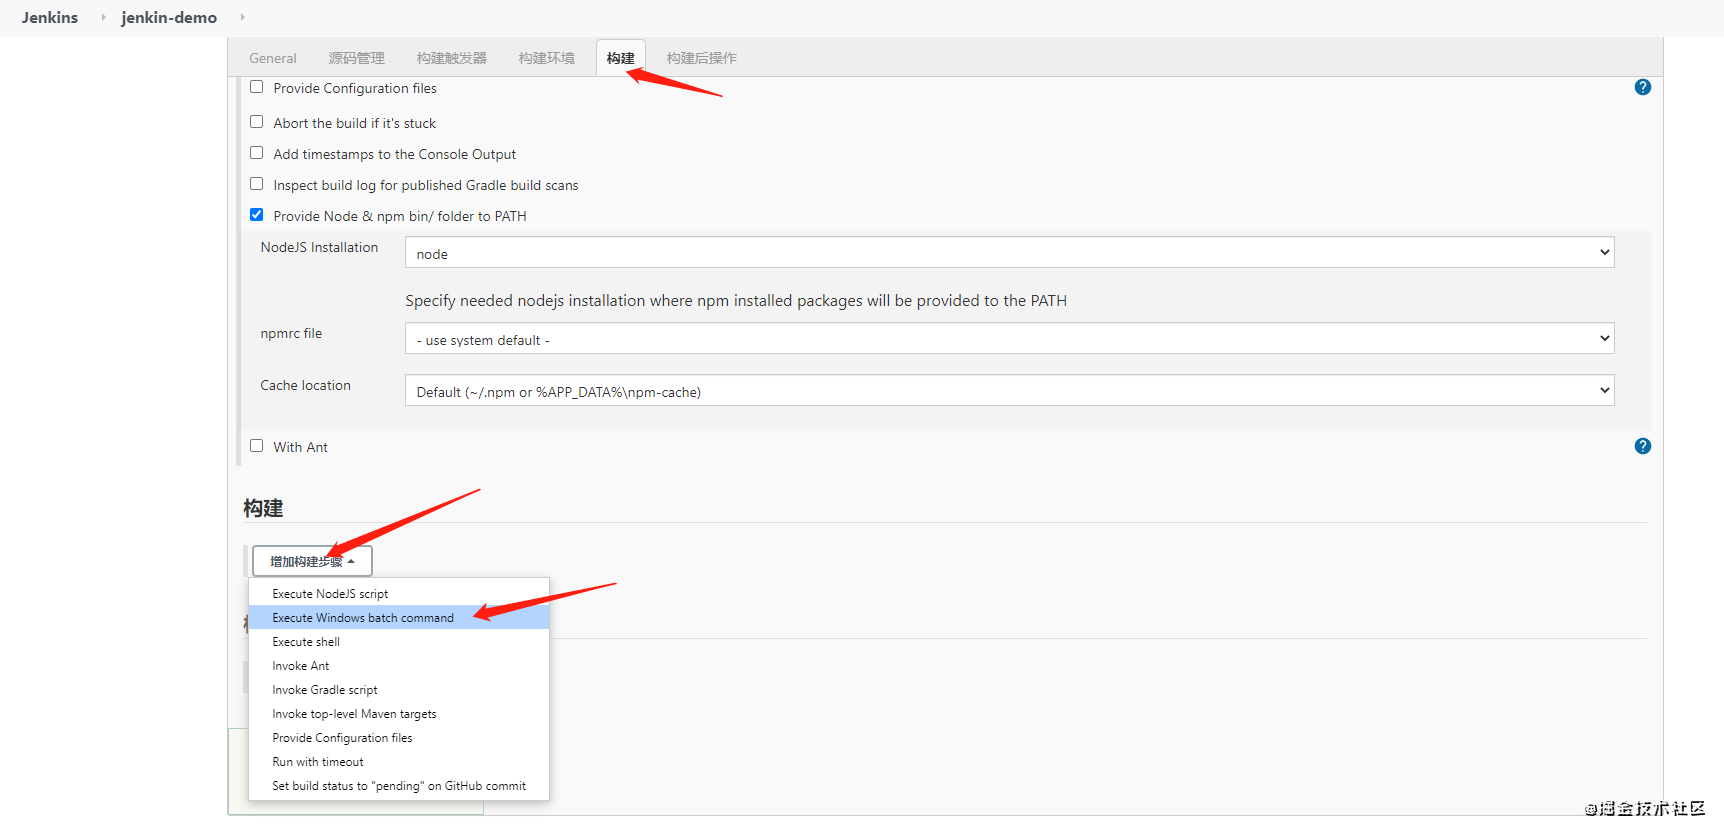 Jenkins jenkin-demo
General 源码管理 构建触发器 构建环境 构建 构建后操作
Provide Configuration files
Abort the build if it's stuck
Add timestamps to the Console Output
Inspect build log for published Gradle build scans
Provide Node & npm bin/ folder to PATH
NodeJS Installation node
Specify needed nodejs installation where npm installed packages will be provided to the PATH
npmrc file - use system default -
Cache location Default (~/.npm or %APP_DATA%\npm-cache)
With Ant
构建
增加构建步骤
Execute NodeJS script
Execute Windows batch command
Execute shell
Invoke Ant
Invoke Gradle script
Invoke top-level Maven targets
Provide Configuration files
Run with timeout
Set build status to "pending" on GitHub commit
@掘金技术社区